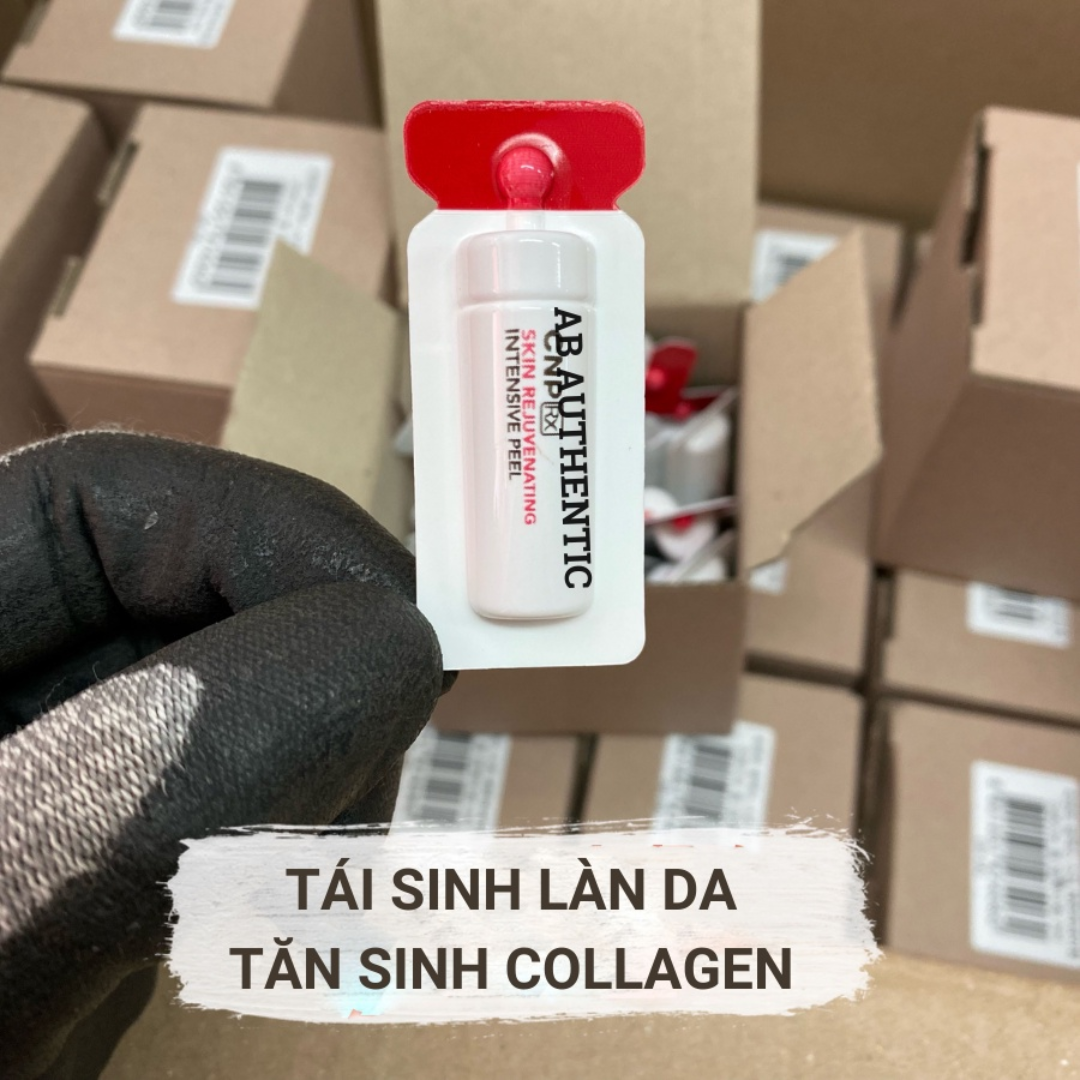 AB AUTHENTIC
CNP Rx
SKIN REJUVENATING
INTENSIVE PEEL
TÁI SINH LÀN DA
TĂN SINH COLLAGEN